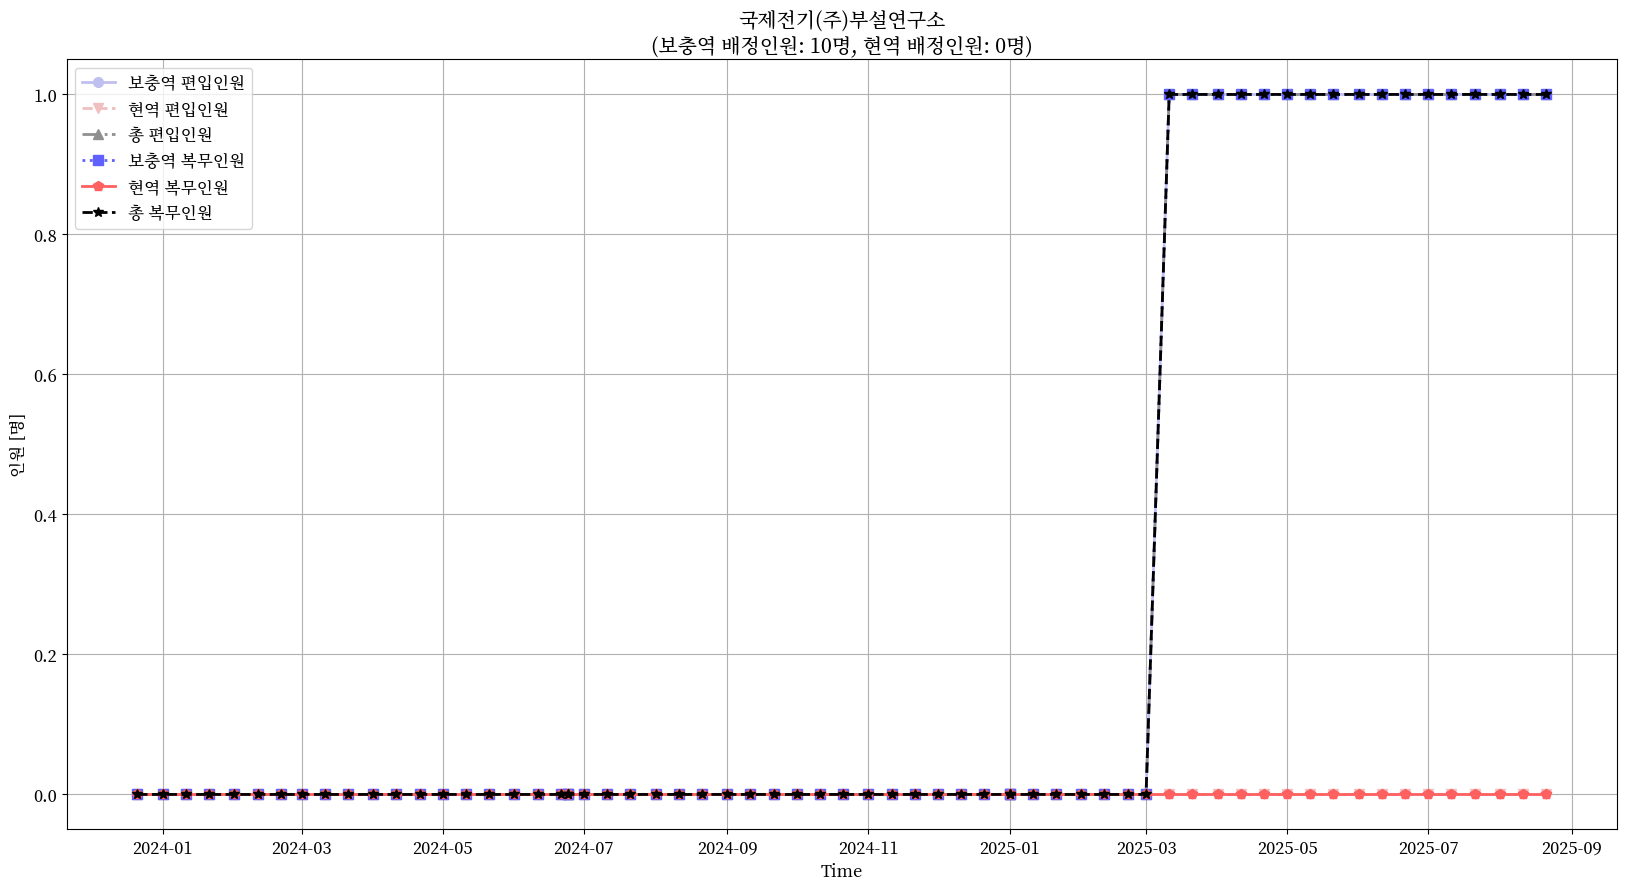 국제전기(주)부설연구소
(보충역 배정인원: 10명, 현역 배정인원: 0명)
보충역 편입인원
현역 편입인원
총 편입인원
보충역 복무인원
현역 복무인원
총 복무인원
인원 [명]
1.0
0.8
0.6
0.4
0.2
0.0
2024-01
2024-03
2024-05
2024-07
2024-09
2024-11
2025-01
2025-03
2025-05
2025-07
2025-09
Time